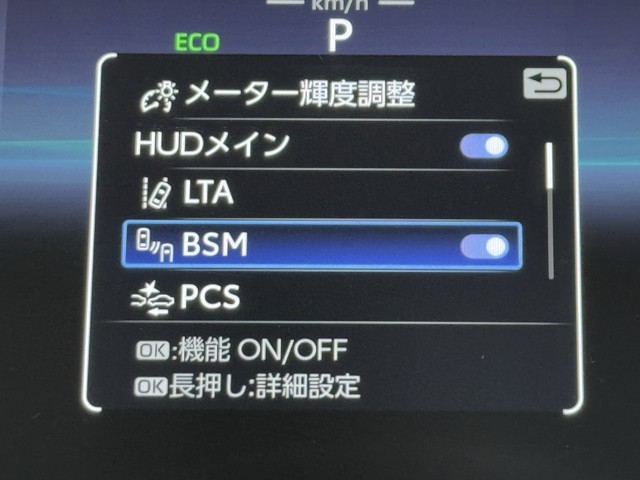 km/h
ECO P
メーター輝度調整
HUDメイン
LTA
BSM
PCS
OK:機能 ON/OFF
OK長押し:詳細設定